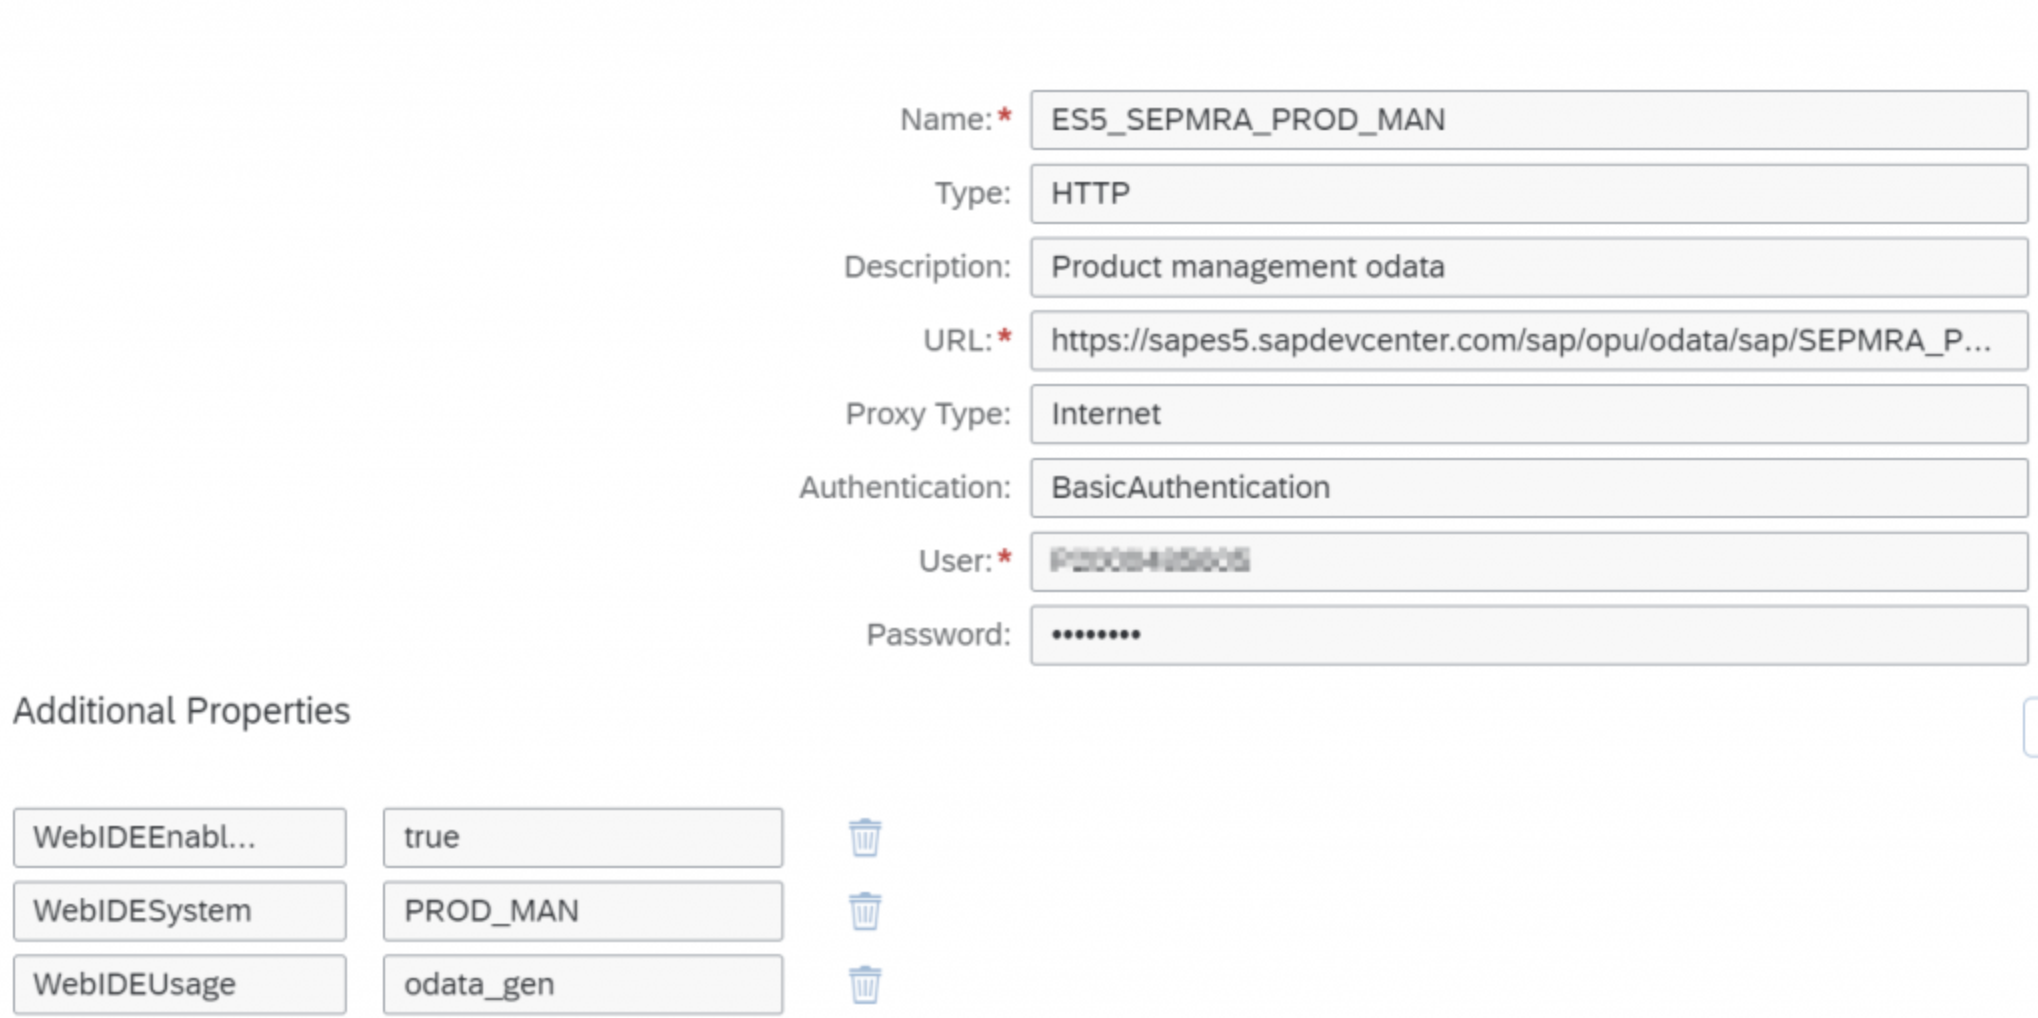 Name:* ES5_SEPMRA_PROD_MAN
Type: HTTP
Description: Product management odata
URL:* https://sapes5.sapdevcenter.com/sap/opu/odata/sap/SEPMRA_P...
Proxy Type: Internet
Authentication: BasicAuthentication
User:*
Password: ••••••••
Additional Properties
WebIDEEnabl... true
WebIDESystem PROD_MAN
WebIDEUsage odata_gen